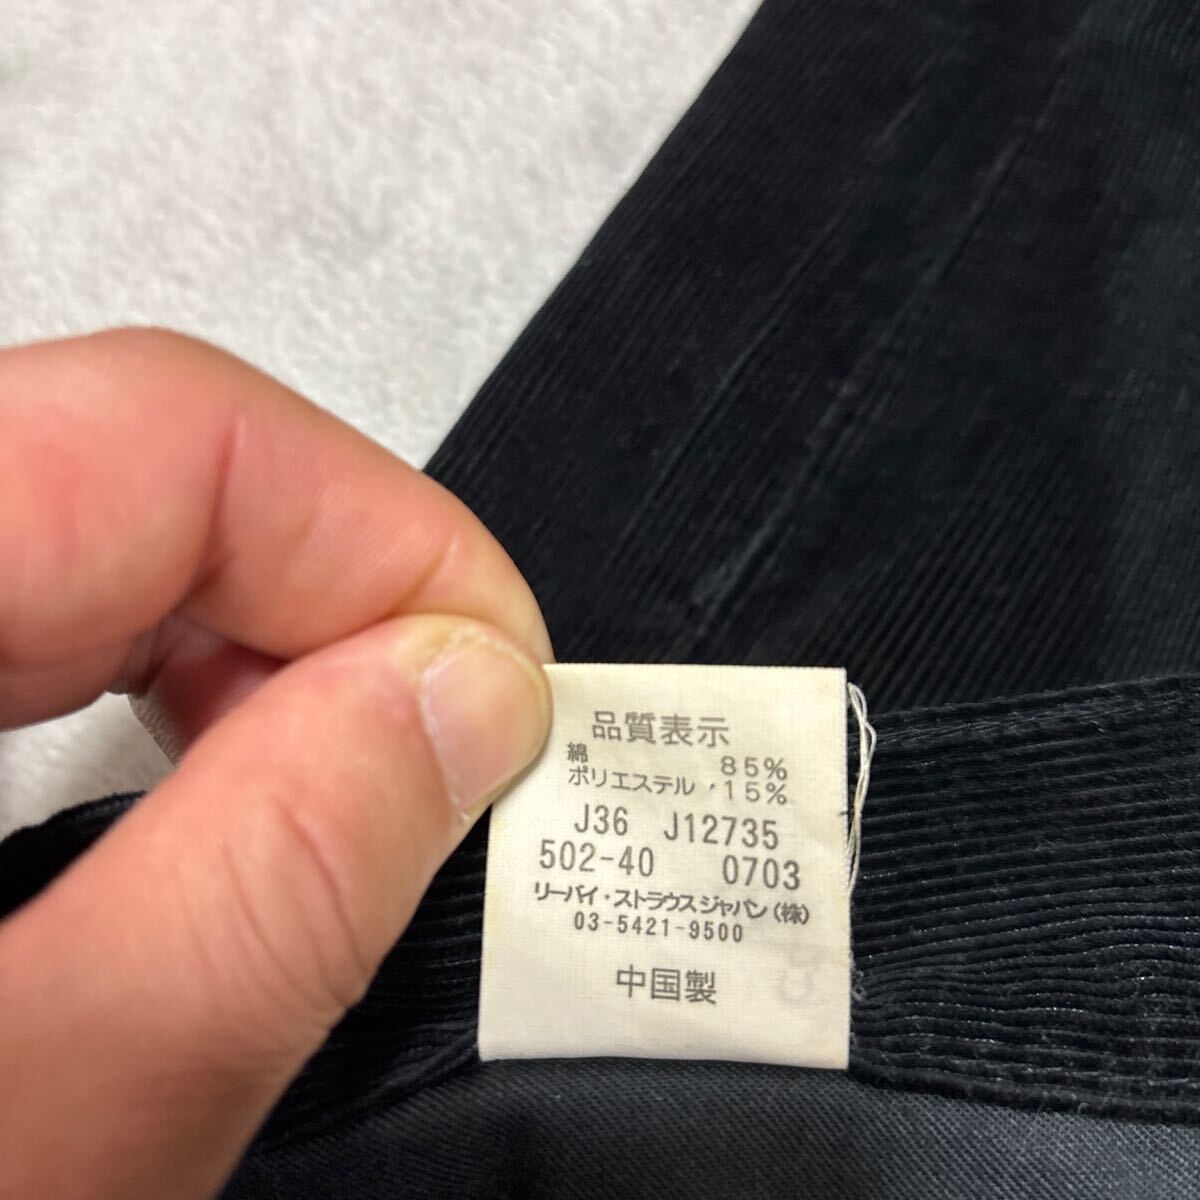 品質表示
綿 85%
ポリエステル 15%
J36 J12735
502-40 0703
リーバイ・ストラウスジャパン(株)
03-5421-9500
中国製